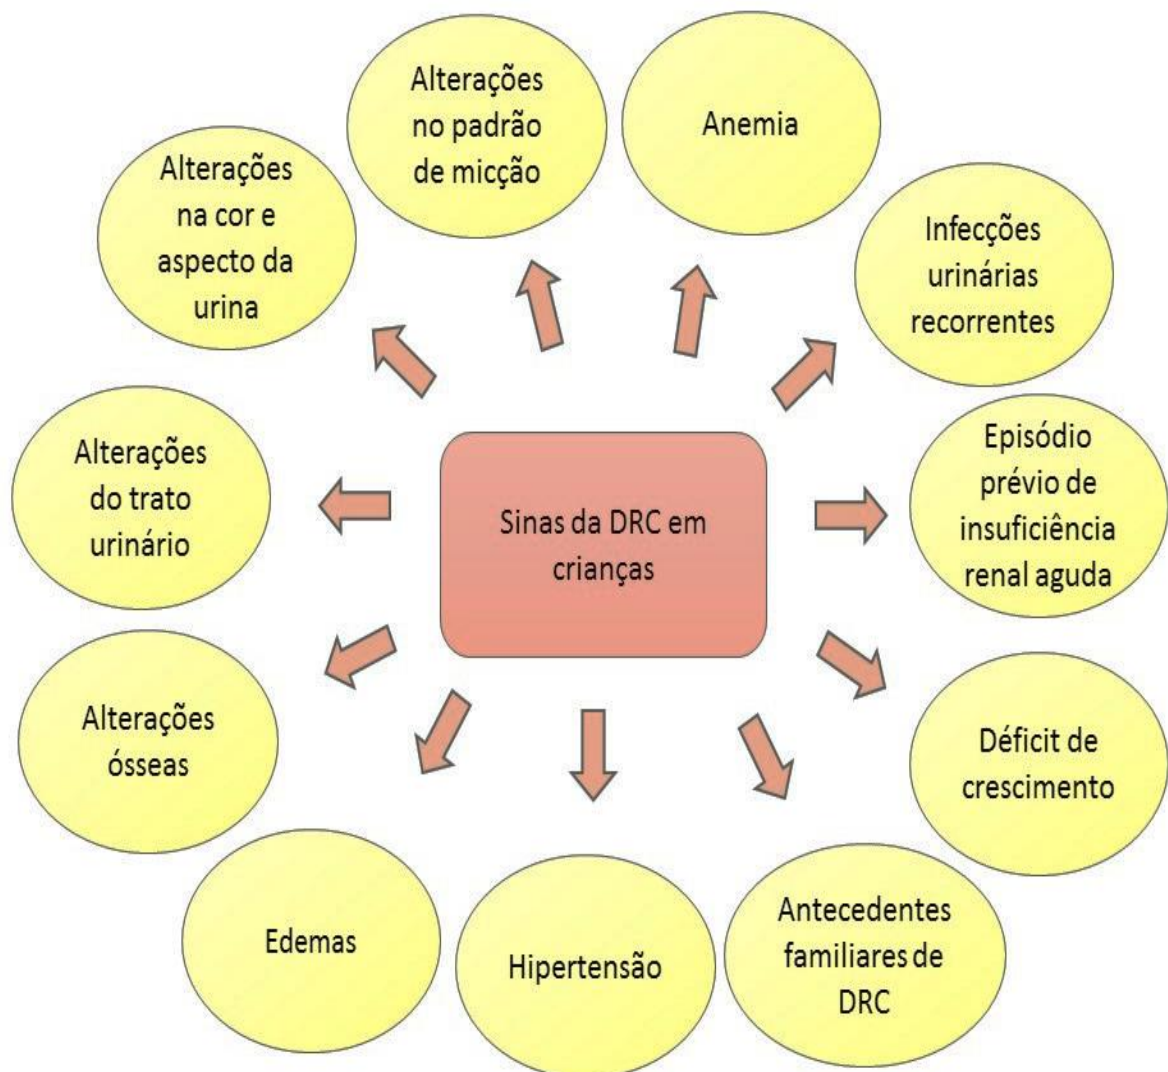 Alterações
no padrão
de micção
Anemia
Alterações
na cor e
aspecto da
urina
Infecções
urinárias
recorrentes
Alterações
do trato
urinário
Sinas da DRC em
crianças
Episódio
prévio de
insuficiência
renal aguda
Alterações
ósseas
Déficit de
crescimento
Edemas
Hipertensão
Antecedentes
familiares de
DRC